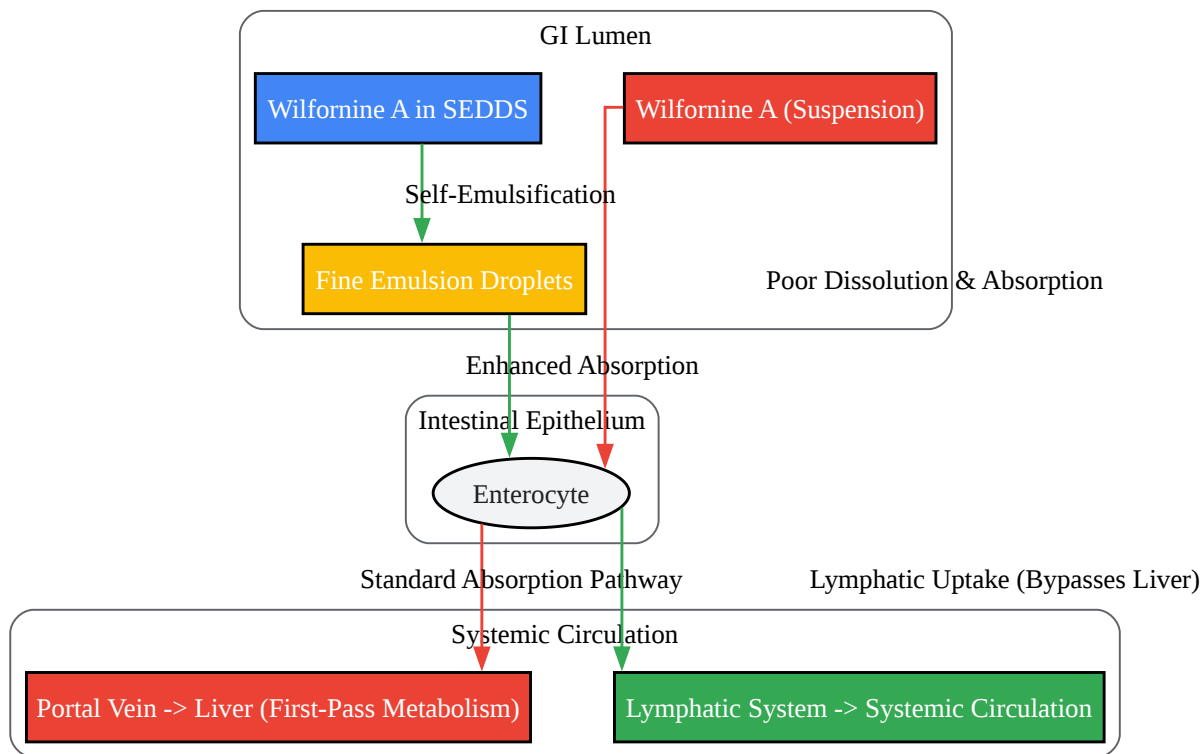 GI Lumen
Wilfornine A in SEDDS
Wilfornine A (Suspension)
Self-Emulsification
Fine Emulsion Droplets
Poor Dissolution & Absorption
Enhanced Absorption
Intestinal Epithelium
Enterocyte
Standard Absorption Pathway
Lymphatic Uptake (Bypasses Liver)
Systemic Circulation
Portal Vein -> Liver (First-Pass Metabolism)
Lymphatic System -> Systemic Circulation